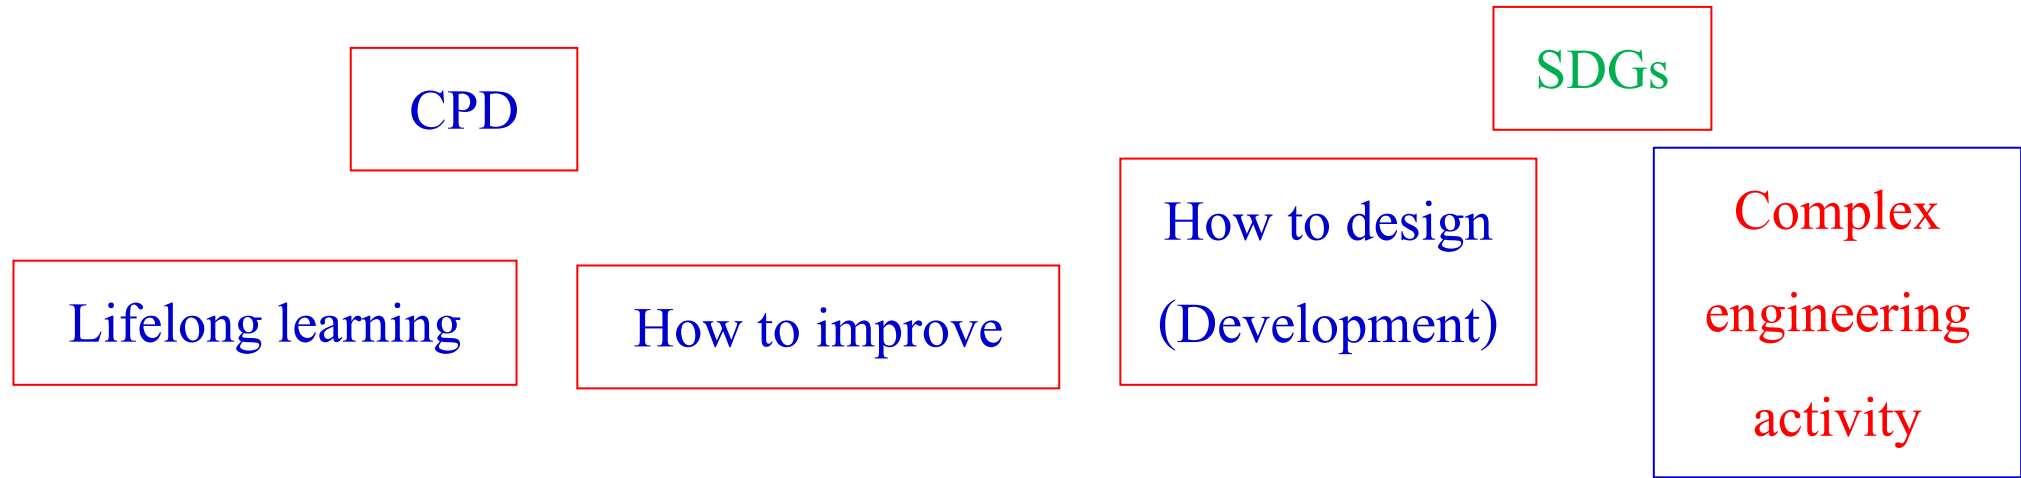 CPD
SDGs
Lifelong learning
How to improve
How to design
(Development)
Complex
engineering
activity